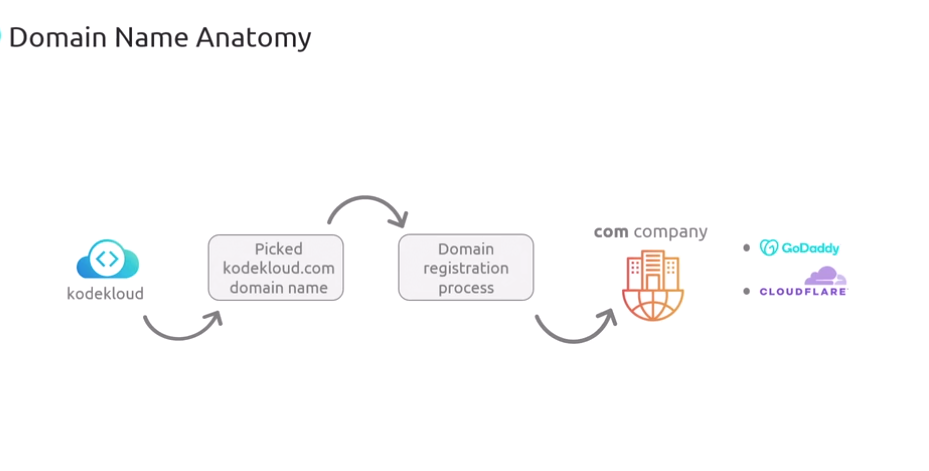 Domain Name Anatomy
kodekloud
Picked
kodekloud.com
domain name
Domain
registration
process
com company
GoDaddy
CLOUDFLARE